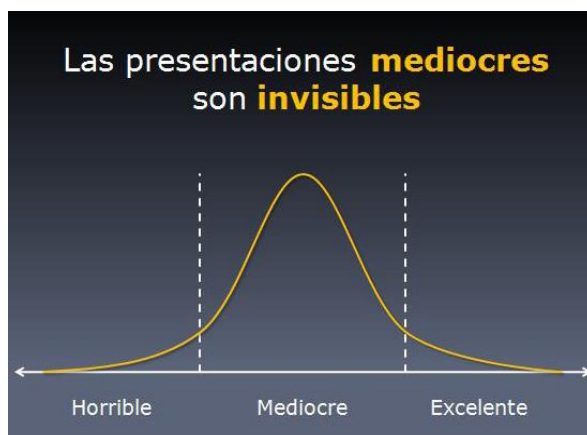 Las presentaciones mediocres
son invisibles
Horrible Mediocre Excelente